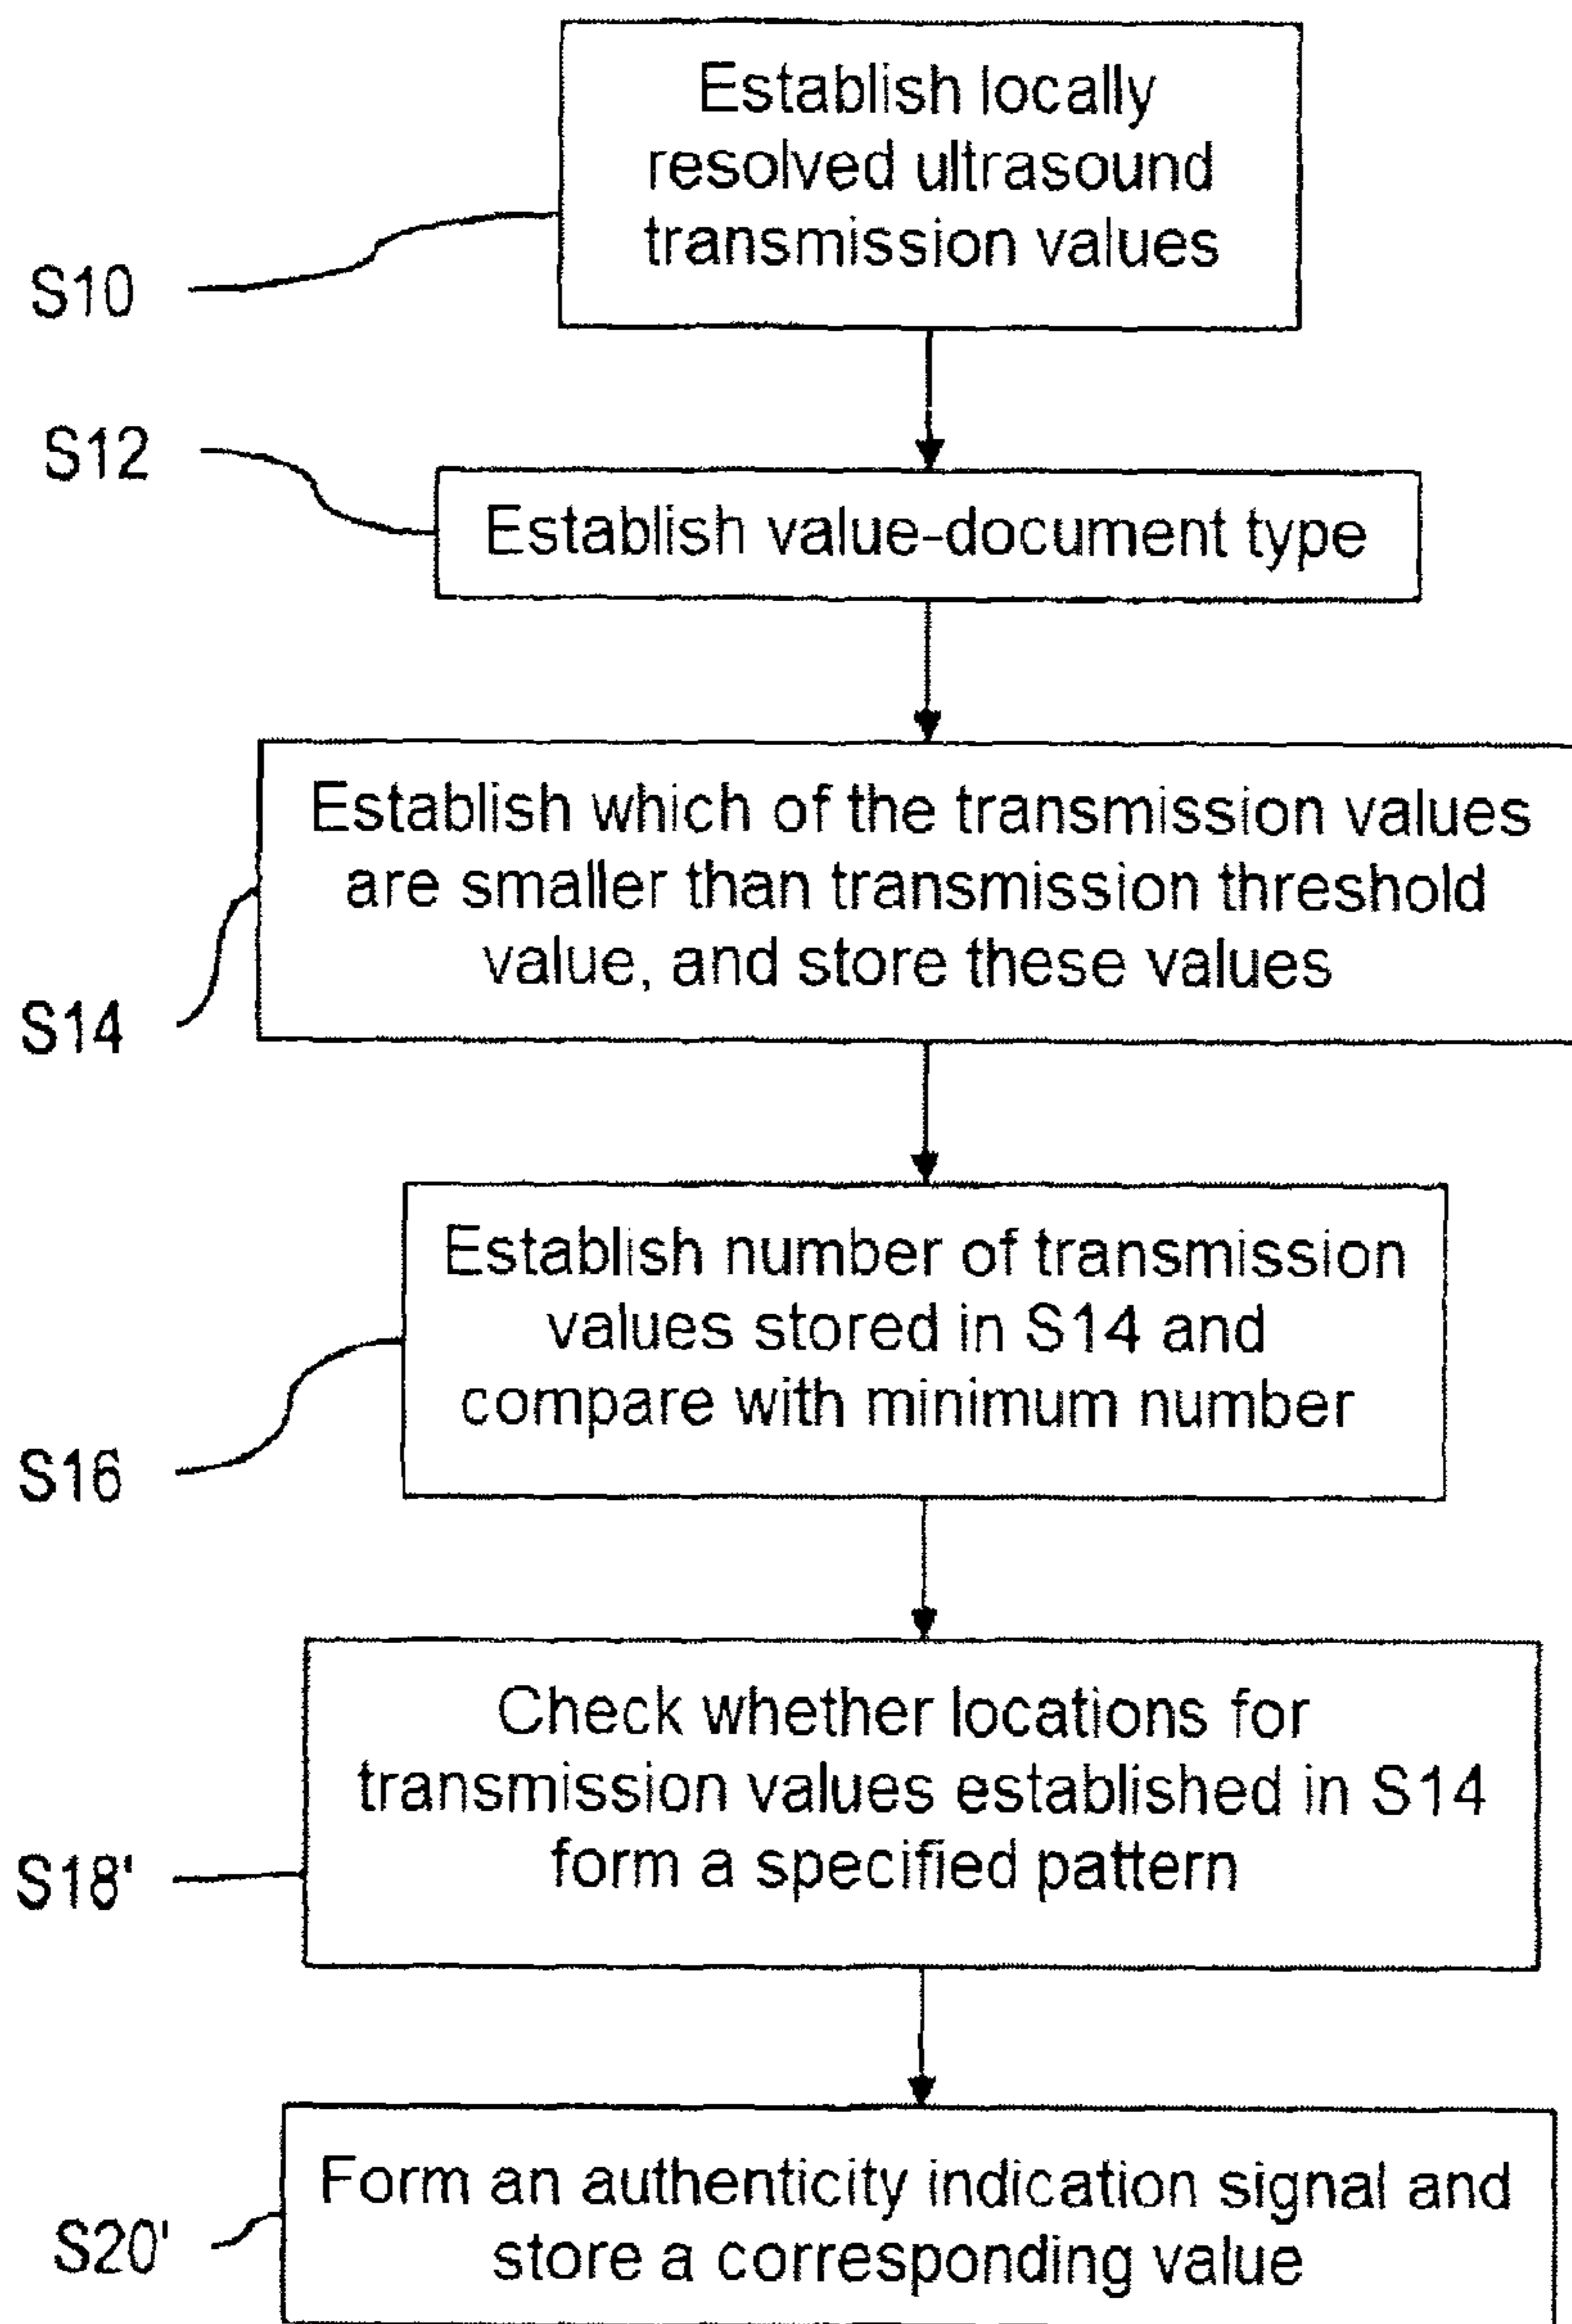 Establish locally
resolved ultrasound
transmission values
S10
S12
Establish value-document type
Establish which of the transmission values
are smaller than transmission threshold
value, and store these values
S14
Establish number of transmission
values stored in S14 and
compare with minimum number
S16
Check whether locations for
transmission values established in S14
form a specified pattern
S18'
Form an authenticity indication signal and
store a corresponding value
S20'